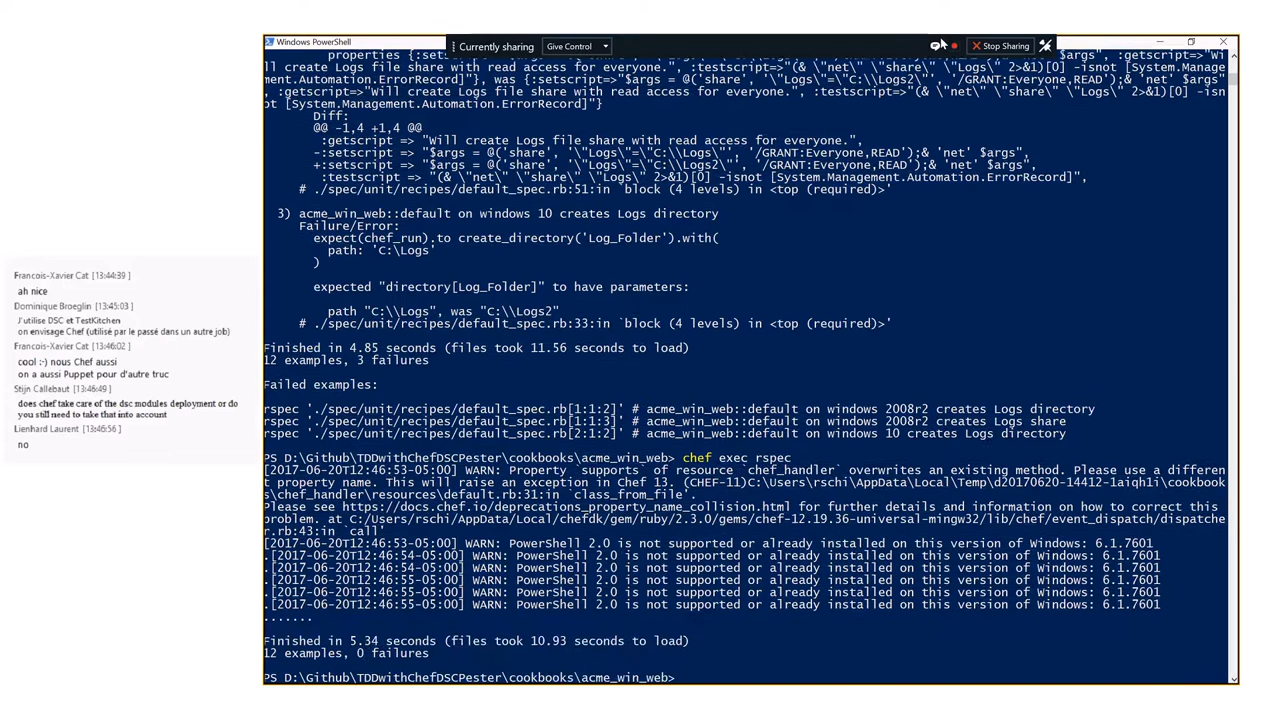 Windows PowerShell
Currently sharing
Give Control
Stop Sharing
properties {:setsc
$args", :getscript=>"Wi
ll create Logs file share with read access for everyone.", :testscript=>"(& \"net\" \"share\" \"Logs\" 2>&1)[0] -isnot [System.Manage
ment.Automation.ErrorRecord]"}, was {:setscript=>"$args = @('share', '\"Logs\"=\"C:\\Logs2\"', '/GRANT:Everyone,READ');& 'net' $args"
, :getscript=>"Will create Logs file share with read access for everyone.", :testscript=>"(& \"net\" \"share\" \"Logs\" 2>&1)[0] -isn
ot [System.Management.Automation.ErrorRecord]"}
Diff:
@@ -1,4 +1,4 @@
:getscript => "Will create Logs file share with read access for everyone.",
-:setscript => "$args = @('share', '\"Logs\"=\"C:\\Logs\"', '/GRANT:Everyone,READ');& 'net' $args",
+:setscript => "$args = @('share', '\"Logs\"=\"C:\\Logs2\"', '/GRANT:Everyone,READ');& 'net' $args",
:testscript => "(& \"net\" \"share\" \"Logs\" 2>&1)[0] -isnot [System.Management.Automation.ErrorRecord]",
# ./spec/unit/recipes/default_spec.rb:51:in `block (4 levels) in <top (required)>'
3) acme_win_web::default on windows 10 creates Logs directory
Failure/Error:
expect(chef_run).to create_directory('Log_Folder').with(
path: 'C:\Logs'
)
expected "directory[Log_Folder]" to have parameters:
path "C:\\Logs", was "C:\\Logs2"
# ./spec/unit/recipes/default_spec.rb:33:in `block (4 levels) in <top (required)>'
Finished in 4.85 seconds (files took 11.56 seconds to load)
12 examples, 3 failures
Failed examples:
rspec './spec/unit/recipes/default_spec.rb[1:1:2]' # acme_win_web::default on windows 2008r2 creates Logs directory
rspec './spec/unit/recipes/default_spec.rb[1:1:3]' # acme_win_web::default on windows 2008r2 creates Logs share
rspec './spec/unit/recipes/default_spec.rb[2:1:2]' # acme_win_web::default on windows 10 creates Logs directory
PS D:\Github\TDDwithChefDSCPester\cookbooks\acme_win_web> chef exec rspec
[2017-06-20T12:46:53-05:00] WARN: Property `supports` of resource `chef_handler` overwrites an existing method. Please use a differen
t property name. This will raise an exception in Chef 13. (CHEF-11)C:\Users\rschi\AppData\Local\Temp\d20170620-14412-1aiqh1i\cookbook
s\chef_handler\resources\default.rb:31:in `class_from_file'.
Please see https://docs.chef.io/deprecations_property_name_collision.html for further details and information on how to correct this
problem. at C:/Users/rschi/AppData/Local/chefdk/gem/ruby/2.3.0/gems/chef-12.19.36-universal-mingw32/lib/chef/event_dispatch/dispatche
r.rb:43:in `call'
[2017-06-20T12:46:53-05:00] WARN: PowerShell 2.0 is not supported or already installed on this version of Windows: 6.1.7601
.[2017-06-20T12:46:54-05:00] WARN: PowerShell 2.0 is not supported or already installed on this version of Windows: 6.1.7601
.[2017-06-20T12:46:54-05:00] WARN: PowerShell 2.0 is not supported or already installed on this version of Windows: 6.1.7601
.[2017-06-20T12:46:55-05:00] WARN: PowerShell 2.0 is not supported or already installed on this version of Windows: 6.1.7601
.[2017-06-20T12:46:55-05:00] WARN: PowerShell 2.0 is not supported or already installed on this version of Windows: 6.1.7601
.[2017-06-20T12:46:55-05:00] WARN: PowerShell 2.0 is not supported or already installed on this version of Windows: 6.1.7601
.......
Finished in 5.34 seconds (files took 10.93 seconds to load)
12 examples, 0 failures
PS D:\Github\TDDwithChefDSCPester\cookbooks\acme_win_web>
Francois-Xavier Cat [13:44:39]
ah nice
Dominique Broeglin [13:45:03]
J'utilise DSC et TestKitchen
on envisage Chef (utilisé par le passé dans un autre job)
Francois-Xavier Cat [13:46:02]
cool :-) nous Chef aussi
on a aussi Puppet pour d'autre truc
Stijn Callebaut [13:46:49]
does chef take care of the dsc modules deployment or do
you still need to take that into account
Lienhard Laurent [13:46:56]
no